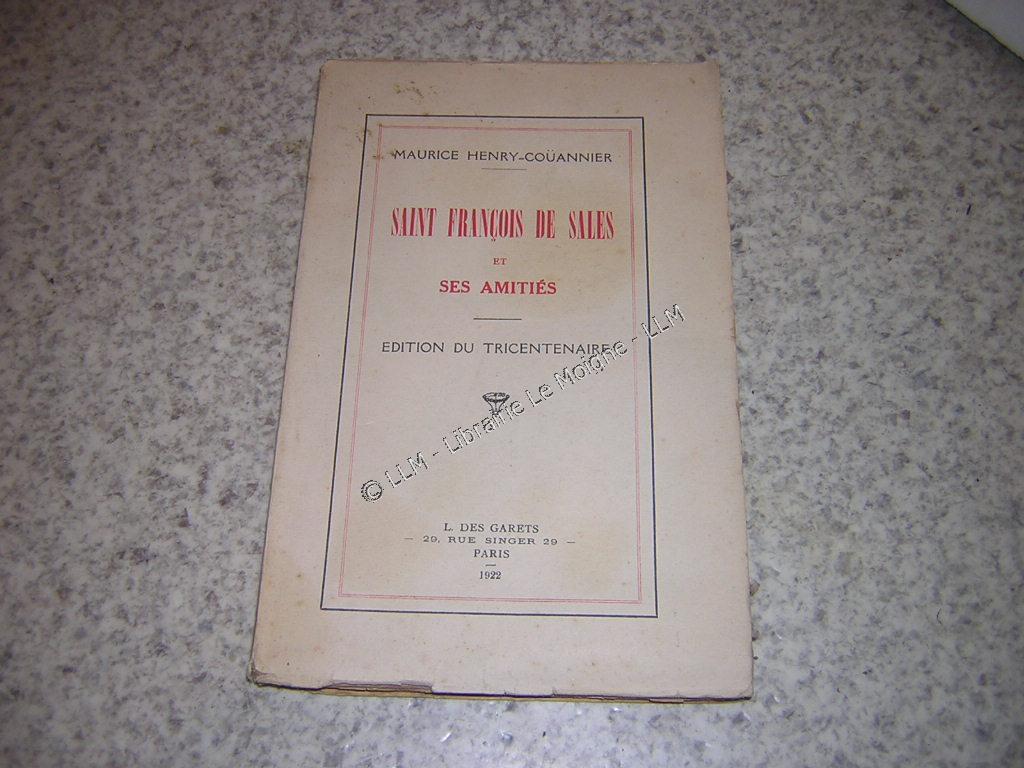 MAURICE HENRY-COÜANNIER
SAINT FRANÇOIS DE SALES
ET
SES AMITIÉS
EDITION DU TRICENTENAIRE
© LLM - Librairie Le Moigne - LLM
L. DES GARETS
— 29, RUE SINGER 29 —
PARIS
1922